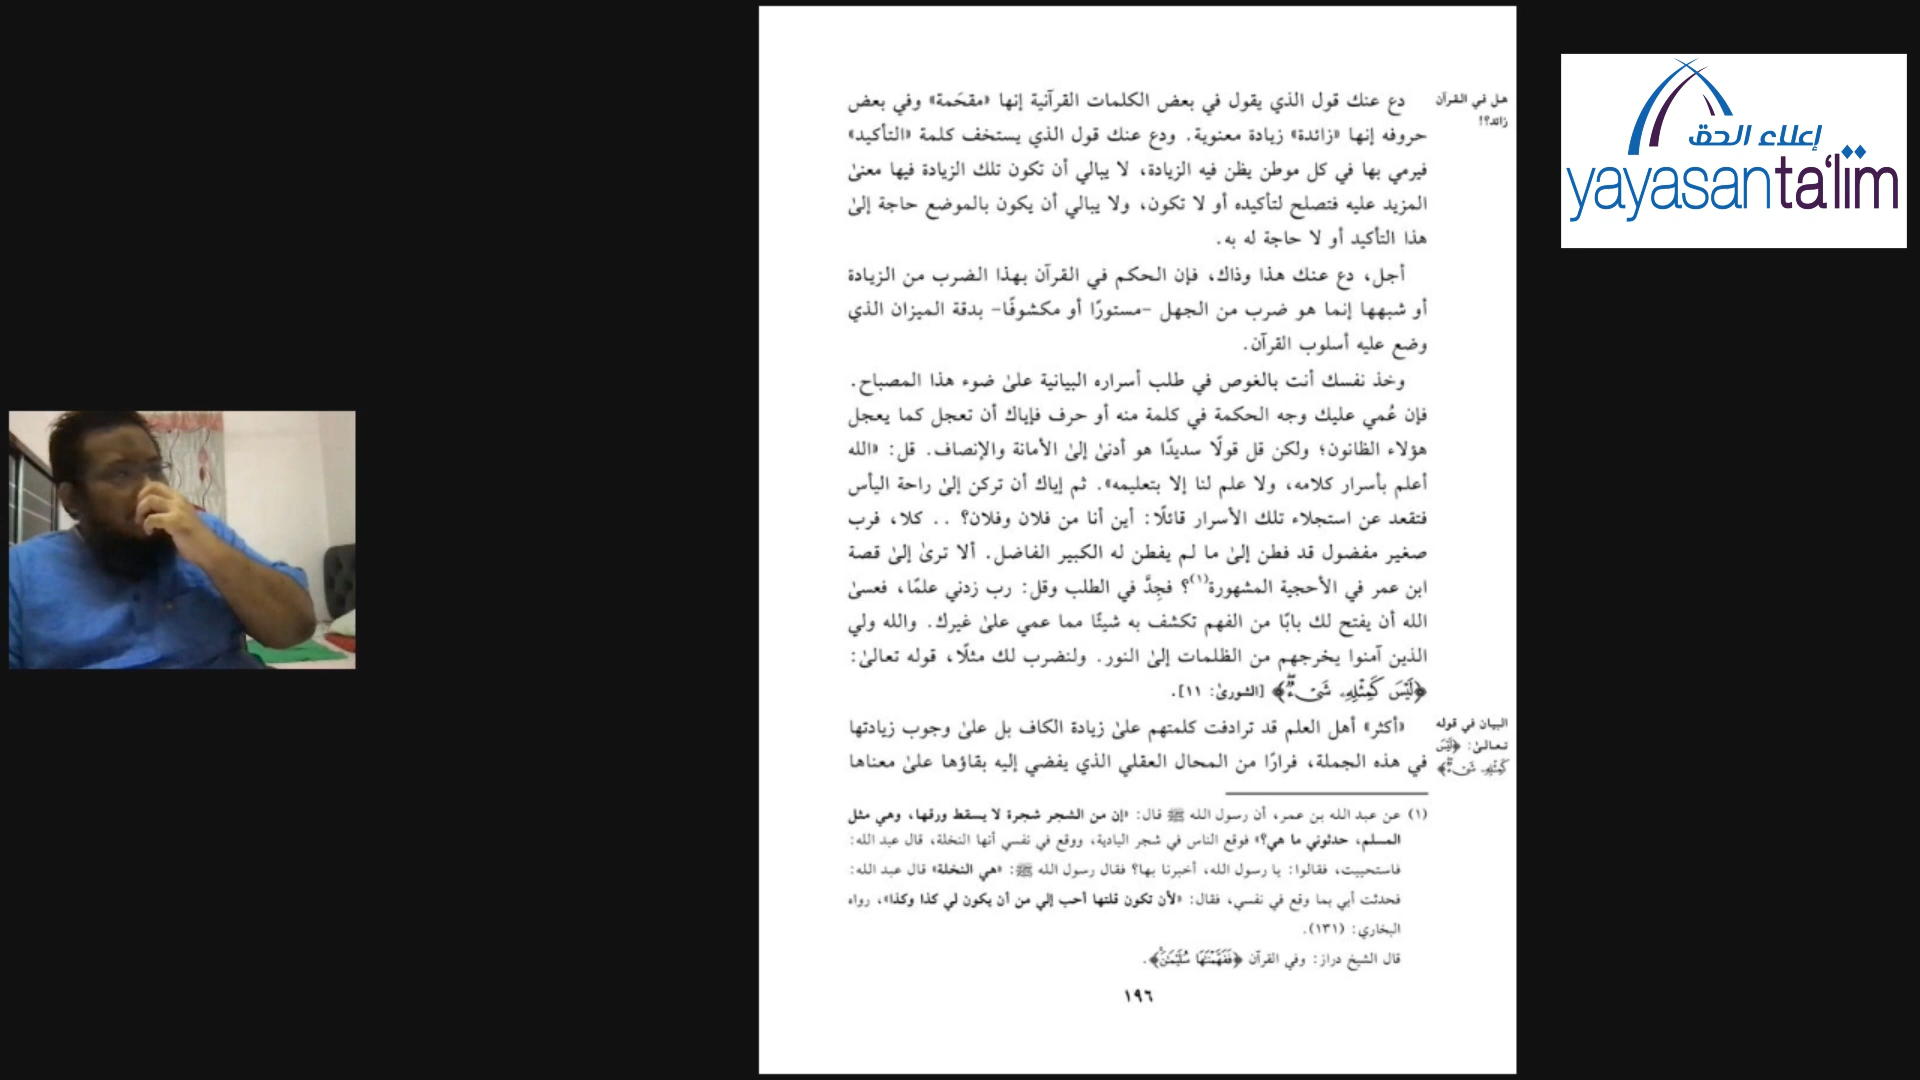 هل في القرآن
زائد؟!
دع عنك قول الذي يقول في بعض الكلمات القرآنية إنها «مقحَمة» وفي بعض
حروفه إنها «زائدة» زيادة معنوية. ودع عنك قول الذي يستخف كلمة «التأكيد»
فيرمي بها في كل موطن يظن فيه الزيادة، لا يبالي أن تكون تلك الزيادة فيها معنىٰ
المزيد عليه فتصلح لتأكيده أو لا تكون، ولا يبالي أن يكون بالموضع حاجة إلىٰ
هذا التأكيد أو لا حاجة له به.
أجل، دع عنك هذا وذاك، فإن الحكم في القرآن بهذا الضرب من الزيادة
أو شبهها إنما هو ضرب من الجهل -مستورًا أو مكشوفًا- بدقة الميزان الذي
وضع عليه أسلوب القرآن.
وخذ نفسك أنت بالغوص في طلب أسراره البيانية علىٰ ضوء هذا المصباح.
فإن عُمي عليك وجه الحكمة في كلمة منه أو حرف فإياك أن تعجل كما يعجل
هؤلاء الظانون؛ ولكن قل قولًا سديدًا هو أدنىٰ إلىٰ الأمانة والإنصاف. قل: «الله
أعلم بأسرار كلامه، ولا علم لنا إلا بتعليمه». ثم إياك أن تركن إلىٰ راحة اليأس
فتقعد عن استجلاء تلك الأسرار قائلًا: أين أنا من فلان وفلان؟ .. كلا، فرب
صغير مفضول قد فطن إلىٰ ما لم يفطن له الكبير الفاضل. ألا ترىٰ إلىٰ قصة
ابن عمر في الأحجية المشهورة(١)؟ فجِدَّ في الطلب وقل: رب زدني علمًا، فعسىٰ
الله أن يفتح لك بابًا من الفهم تكشف به شيئًا مما عمي علىٰ غيرك. والله ولي
الذين آمنوا يخرجهم من الظلمات إلىٰ النور. ولنضرب لك مثلًا، قوله تعالىٰ:
﴿لَيْسَ كَمِثْلِهِۦ شَىْءٌۖ﴾ [الشورىٰ: ١١].
البيان في قوله
تعالىٰ: ﴿لَيْسَ
كَمِثْلِهِۦ شَىْءٌۖ﴾
«أكثر» أهل العلم قد ترادفت كلمتهم علىٰ زيادة الكاف بل علىٰ وجوب زيادتها
في هذه الجملة، فرارًا من المحال العقلي الذي يفضي إليه بقاؤها علىٰ معناها
(١) عن عبد الله بن عمر، أن رسول الله ﷺ قال: «إن من الشجر شجرة لا يسقط ورقها، وهي مثل
المسلم، حدثوني ما هي؟» فوقع الناس في شجر البادية، ووقع في نفسي أنها النخلة، قال عبد الله:
فاستحييت، فقالوا: يا رسول الله، أخبرنا بها؟ فقال رسول الله ﷺ: «هي النخلة» قال عبد الله:
فحدثت أبي بما وقع في نفسي، فقال: «لأن تكون قلتها أحب إلي من أن يكون لي كذا وكذا»، رواه
البخاري: (١٣١).
قال الشيخ دراز: وفي القرآن ﴿فَفَهَّمْنَٰهَا سُلَيْمَٰنَ﴾.
١٩٦
إعلاء الحق
yayasanta'lim